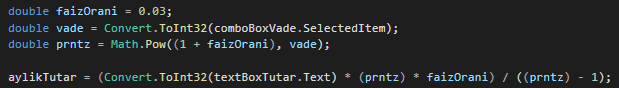 double faizOrani = 0.03;
double vade = Convert.ToInt32(comboBoxVade.SelectedItem);
double prntz = Math.Pow((1 + faizOrani), vade);
aylikTutar = (Convert.ToInt32(textBoxTutar.Text) * (prntz) * faizOrani) / ((prntz) - 1);